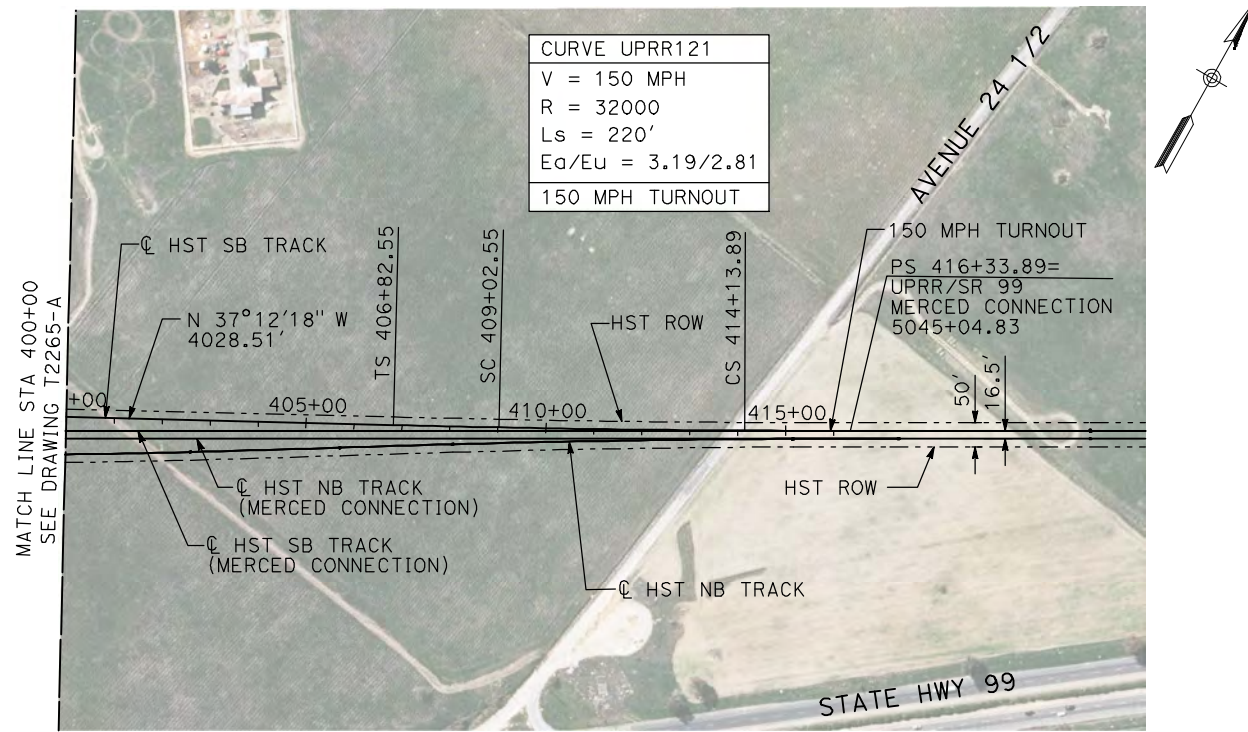 CURVE UPRR121
V = 150 MPH
R = 32000
Ls = 220'
Ea/Eu = 3.19/2.81
150 MPH TURNOUT
AVENUE 24 1/2
℄ HST SB TRACK
N 37°12'18" W
4028.51'
TS 406+82.55
SC 409+02.55
HST ROW
CS 414+13.89
150 MPH TURNOUT
PS 416+33.89=
UPRR/SR 99
MERCED CONNECTION
5045+04.83
MATCH LINE STA 400+00
SEE DRAWING T2265-A
+00
405+00
410+00
415+00
50'
16.5'
℄ HST NB TRACK
(MERCED CONNECTION)
℄ HST SB TRACK
(MERCED CONNECTION)
HST ROW
℄ HST NB TRACK
STATE HWY 99